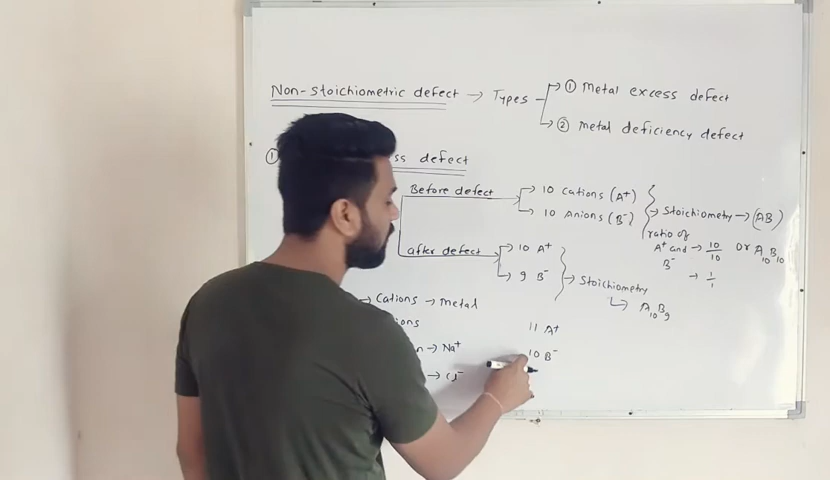 Non-stoichiometric defect → Types
① Metal excess defect
② Metal deficiency defect
① ss defect
Before defect
10 Cations (A⁺)
10 Anions (B⁻)
Stoichiometry → (AB)
ratio of
A⁺ and → 10/10 or A₁₀B₁₀
B⁻
→ 1/1
after defect
10 A⁺
9 B⁻
→ Stoichiometry
↳ A₁₀B₉
→ Cations → Metal
ions
n → Na⁺
→ Cl⁻
11 A⁺
10 B⁻